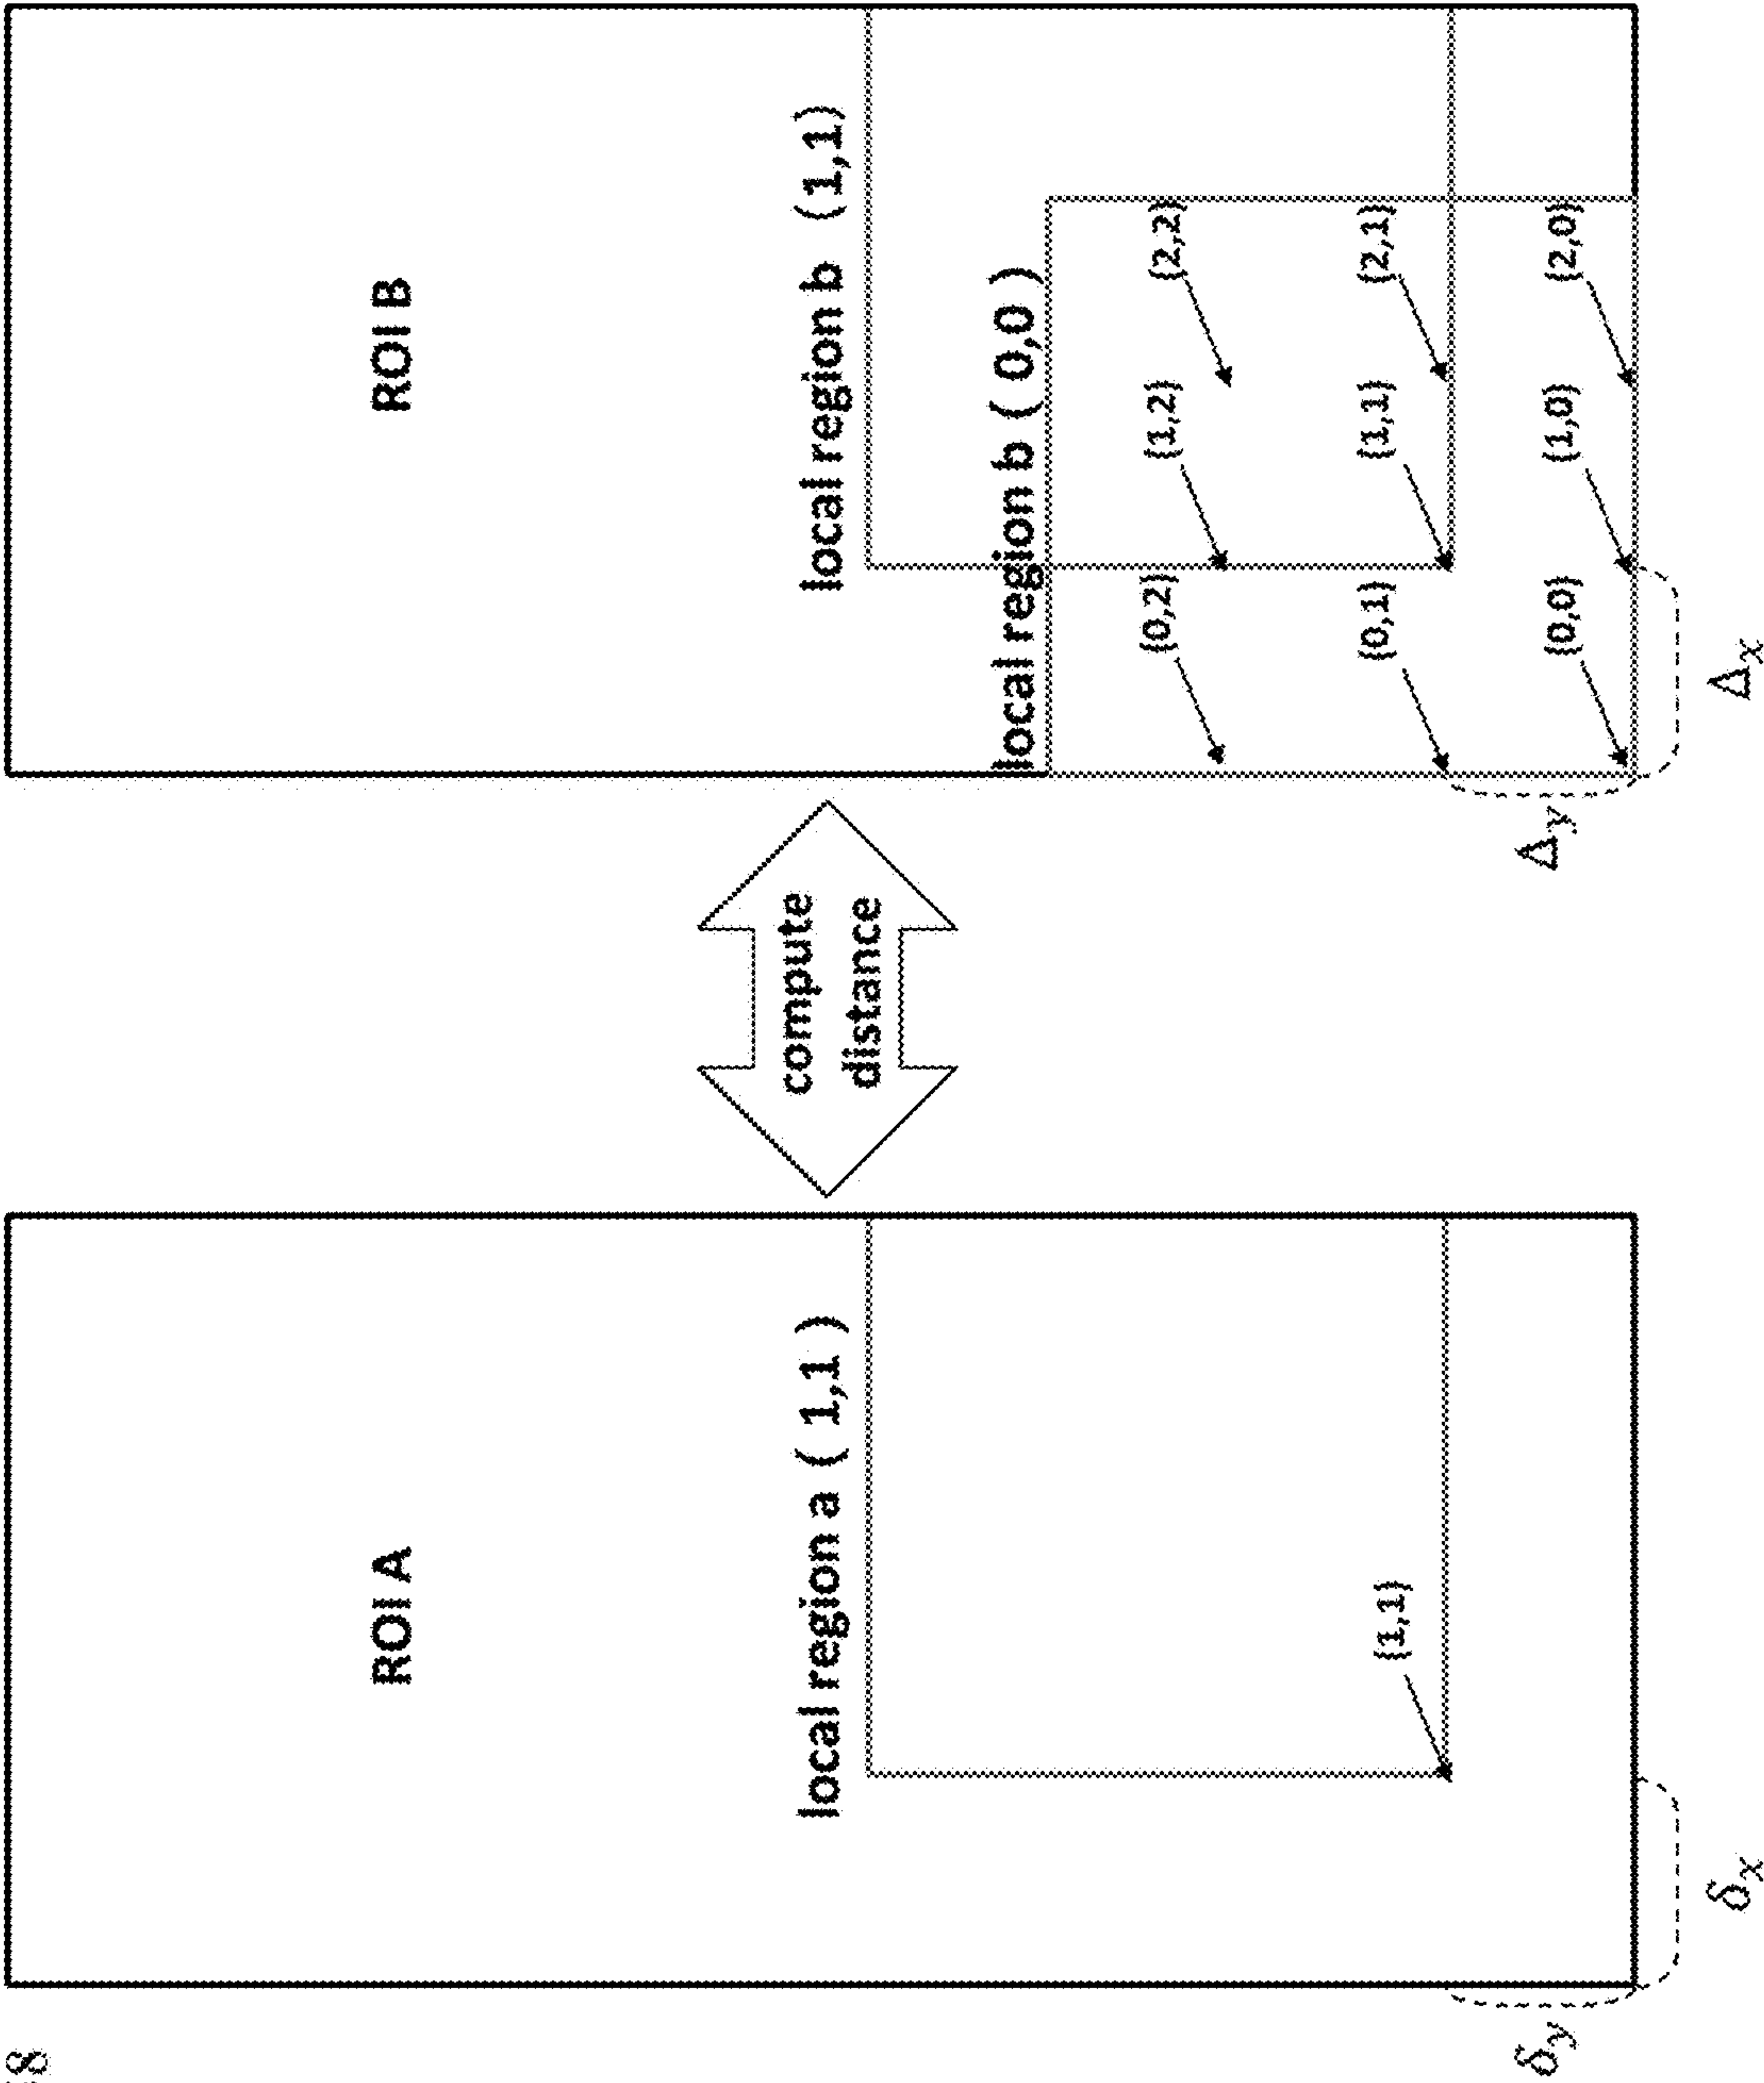 ROI A
local region a ( 1,1 )
{1,1}
δy
δx
compute
distance
ROI B
local region b (1,1)
local region b ( 0,0 )
{0,2} {1,2} {2,2}
{0,1} {1,1} {2,1}
{0,0} {1,0} {2,0}
Δy
Δx